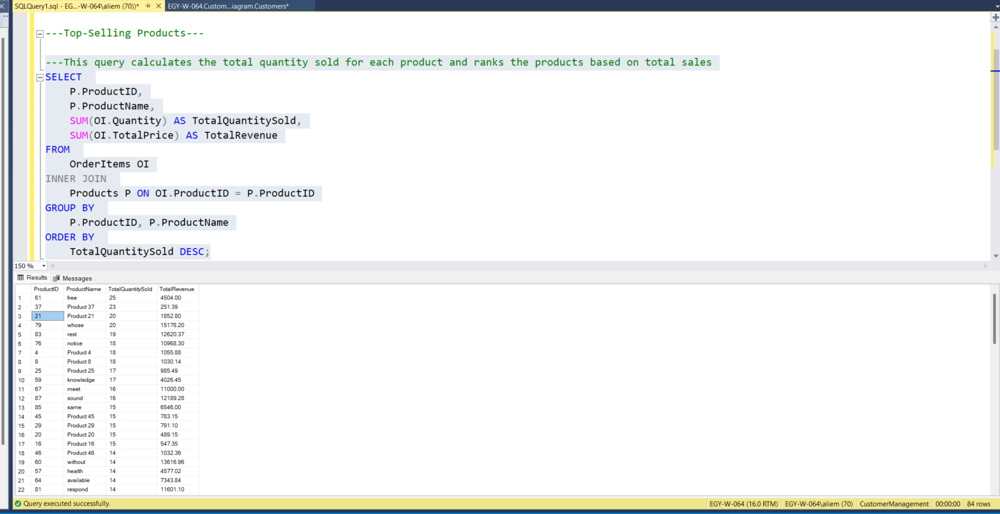 SQLQuery1.sql - EG...-W-064\aliem (70))* EGY-W-064.Custom...iagram.Customers*
---Top-Selling Products---
---This query calculates the total quantity sold for each product and ranks the products based on total sales
SELECT
P.ProductID,
P.ProductName,
SUM(OI.Quantity) AS TotalQuantitySold,
SUM(OI.TotalPrice) AS TotalRevenue
FROM
OrderItems OI
INNER JOIN
Products P ON OI.ProductID = P.ProductID
GROUP BY
P.ProductID, P.ProductName
ORDER BY
TotalQuantitySold DESC;
150 %
Results Messages
ProductID ProductName TotalQuantitySold TotalRevenue
1 61 free 25 4504.00
2 37 Product 37 23 251.39
3 21 Product 21 20 1852.80
4 79 whose 20 15178.20
5 83 rest 19 12620.37
6 76 notice 18 10968.30
7 4 Product 4 18 1055.88
8 8 Product 8 18 1030.14
9 25 Product 25 17 985.49
10 59 knowledge 17 4026.45
11 67 meet 16 11000.00
12 87 sound 16 12189.28
13 85 same 15 6546.00
14 45 Product 45 15 783.15
15 29 Product 29 15 791.10
16 20 Product 20 15 489.15
17 16 Product 16 15 547.35
18 46 Product 46 14 1032.36
19 60 without 14 13616.96
20 57 health 14 4577.02
21 64 available 14 7343.84
22 81 respond 14 11601.10
Query executed successfully. EGY-W-064 (16.0 RTM) EGY-W-064\aliem (70) CustomerManagement 00:00:00 84 rows